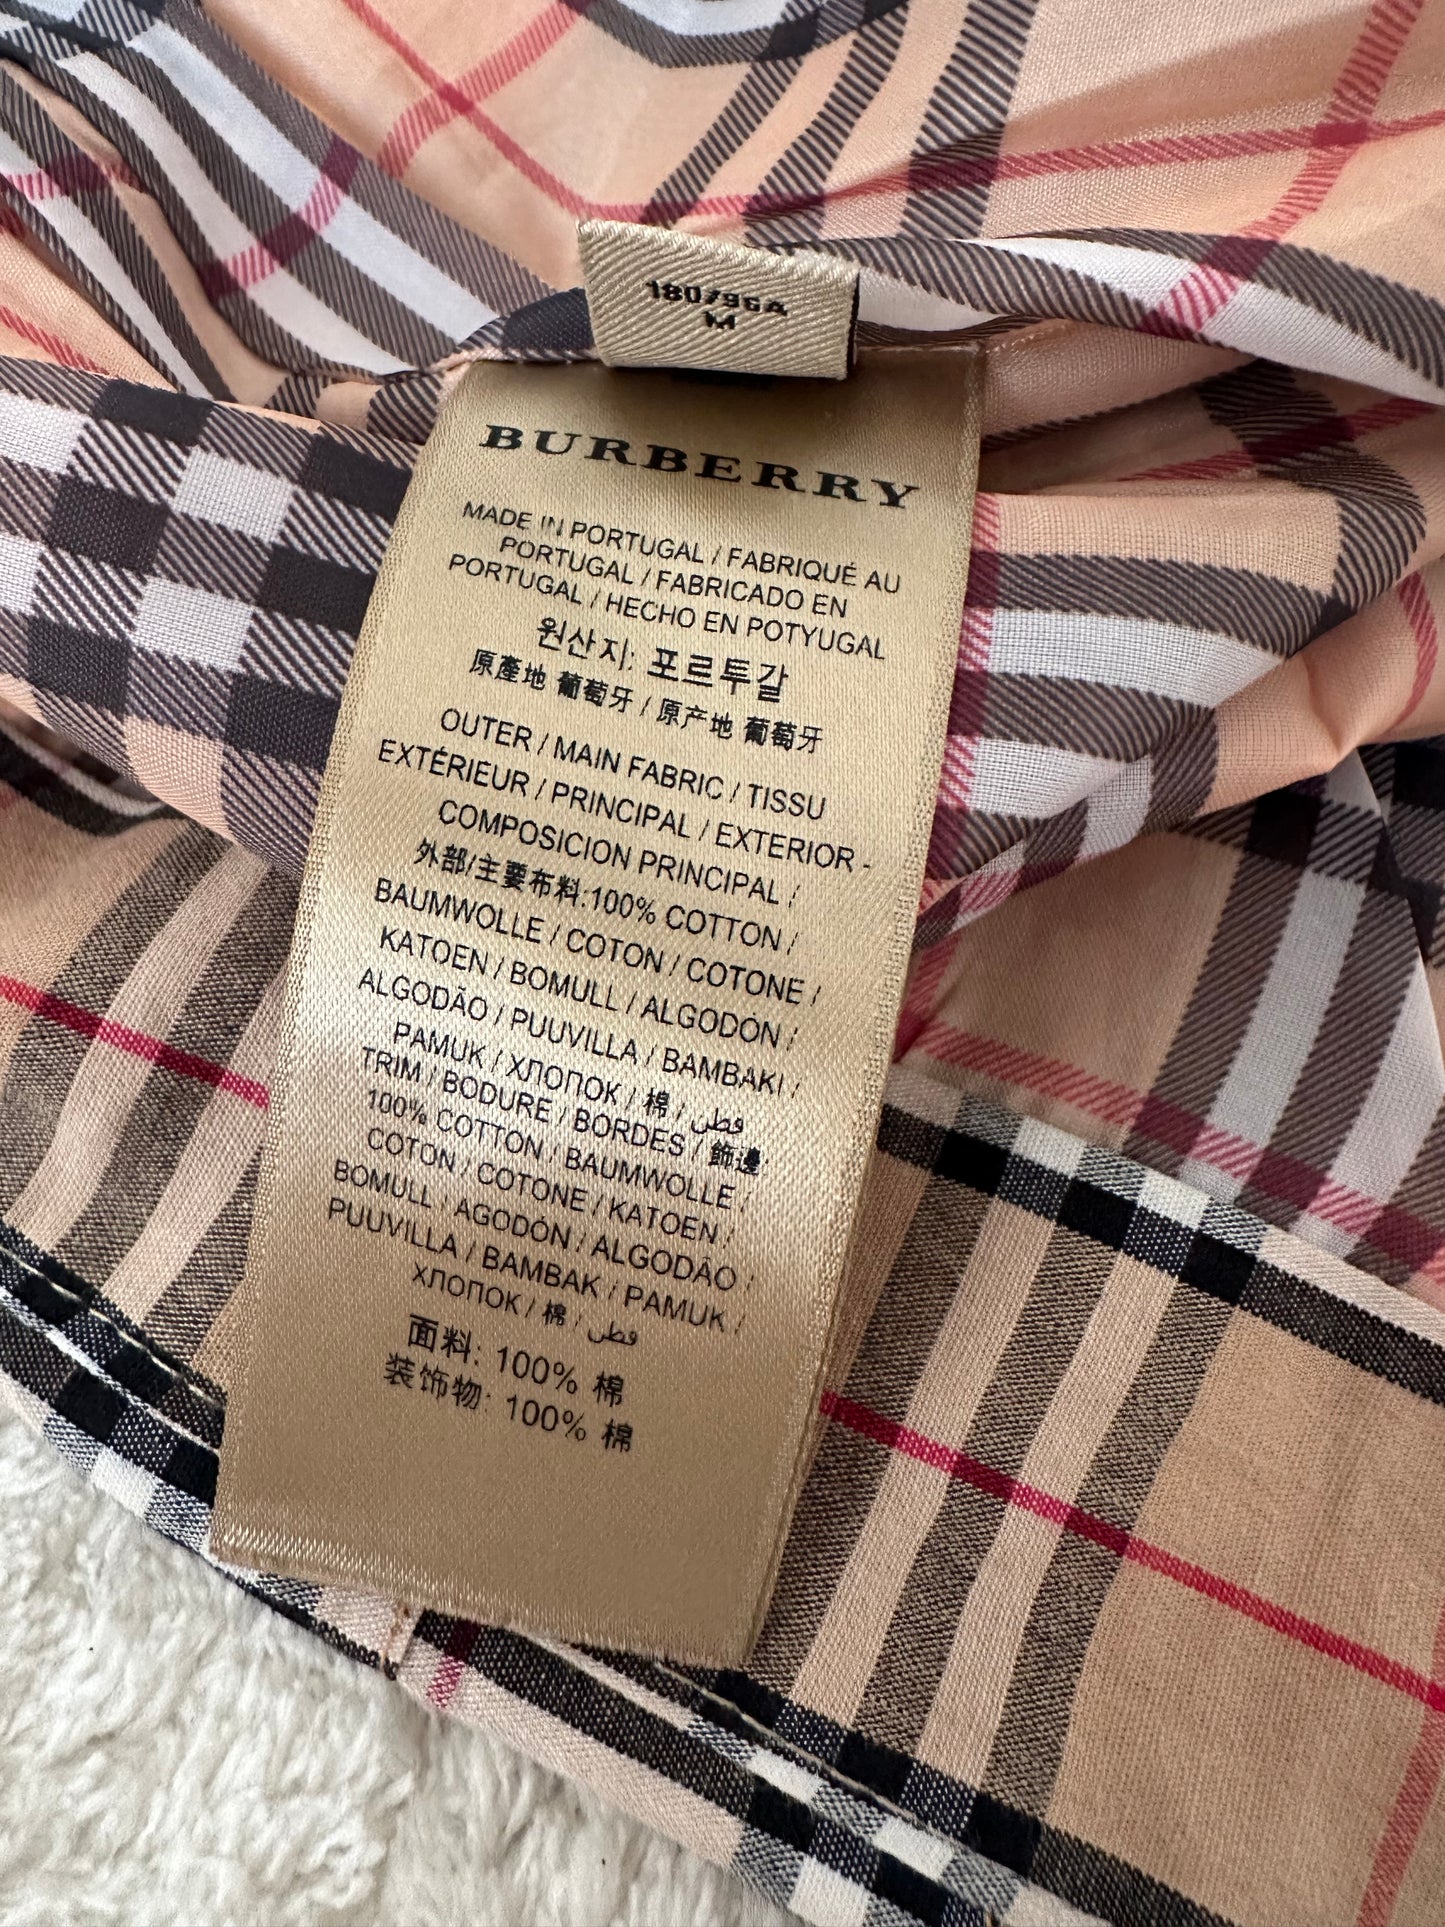 180/96A
M
BURBERRY
MADE IN PORTUGAL / FABRIQUÉ AU
PORTUGAL / FABRICADO EN
PORTUGAL / HECHO EN POTYUGAL
원산지: 포르투갈
原產地 葡萄牙 / 原产地 葡萄牙
OUTER / MAIN FABRIC / TISSU
EXTÉRIEUR / PRINCIPAL / EXTERIOR -
COMPOSICION PRINCIPAL /
外部/主要布料:100% COTTON /
BAUMWOLLE / COTON / COTONE /
KATOEN / BOMULL / ALGODÓN /
ALGODÃO / PUUVILLA / BAMBAKI /
PAMUK / ХЛОПОК / 棉 / قطن
TRIM / BODURE / BORDES / 飾邊
100% COTTON / BAUMWOLLE /
COTON / COTONE / KATOEN /
BOMULL / AGODÓN / ALGODÃO /
PUUVILLA / BAMBAK / PAMUK /
ХЛОПОК / 棉 / قطن
面料: 100% 棉
装饰物: 100% 棉